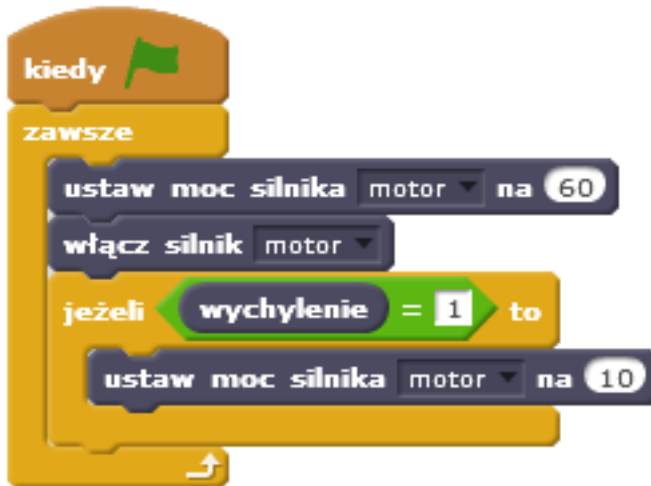 kiedy
zawsze
ustaw moc silnika motor na 60
włącz silnik motor
jeżeli wychylenie = 1 to
ustaw moc silnika motor na 10